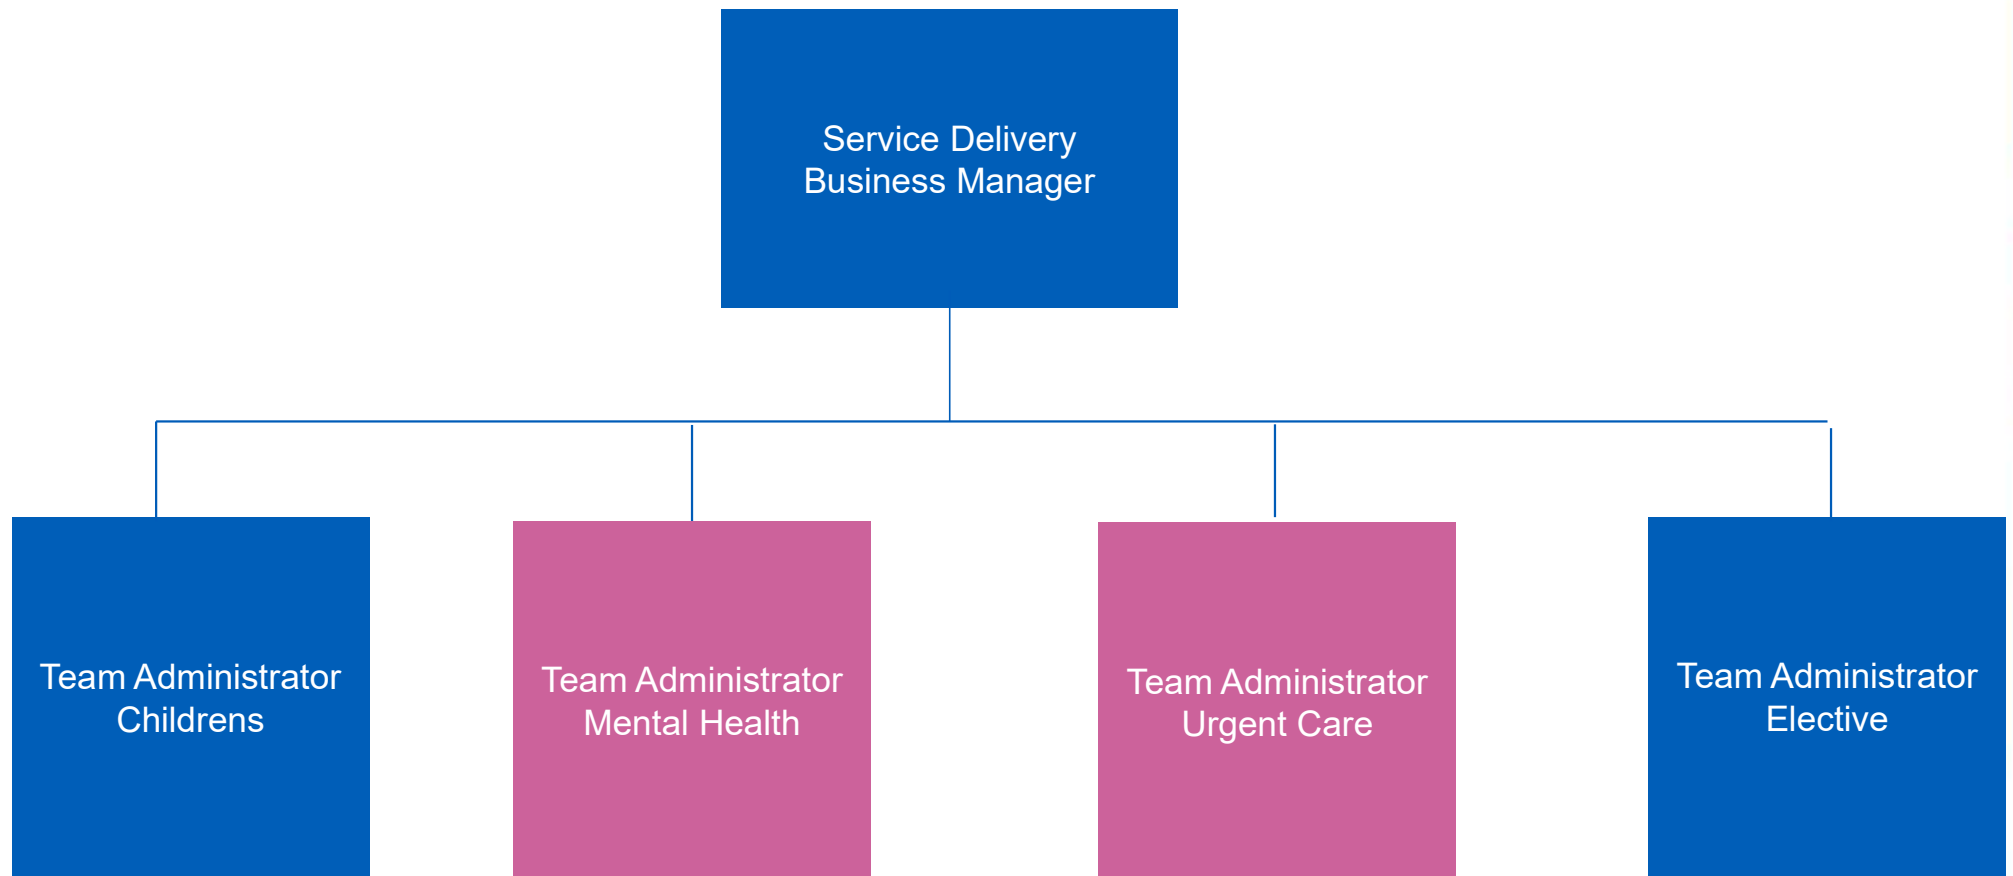 Service Delivery
Business Manager
Team Administrator
Childrens
Team Administrator
Mental Health
Team Administrator
Urgent Care
Team Administrator
Elective